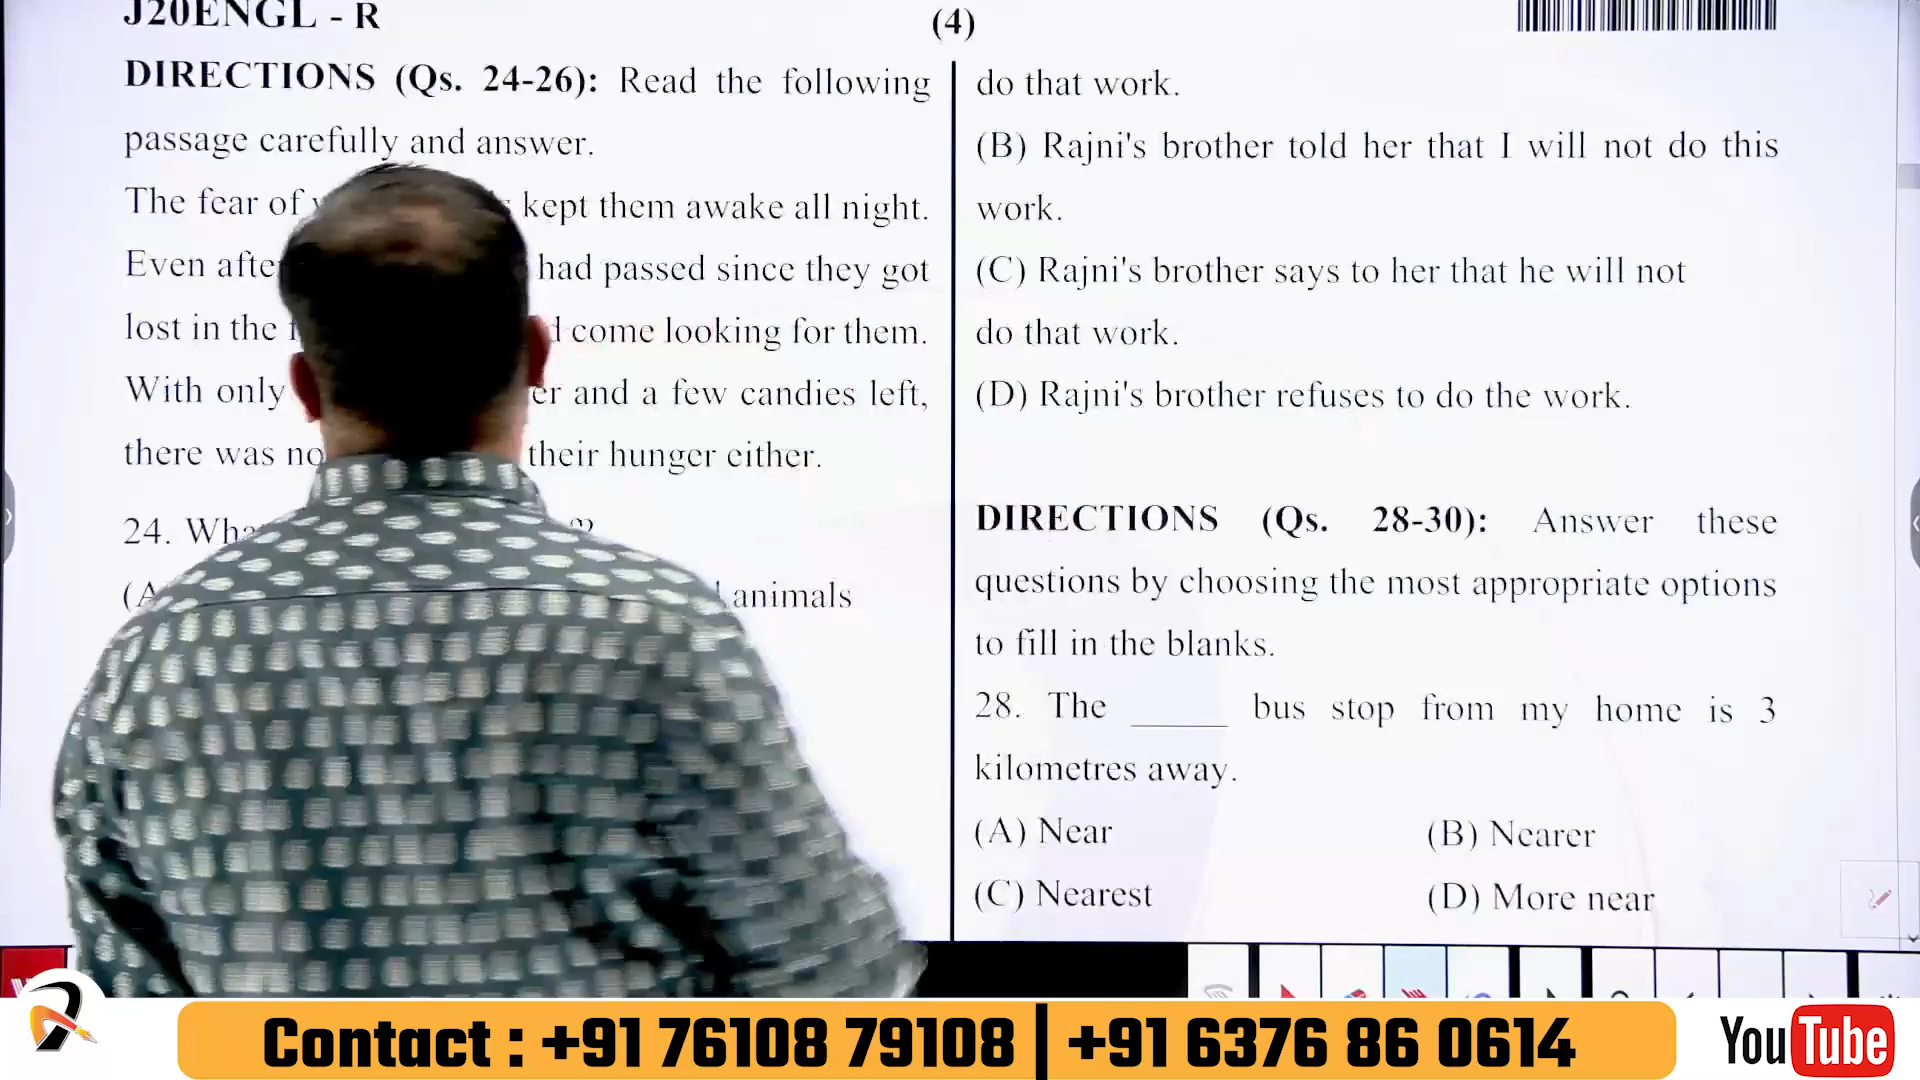 J20ENGL - R
(4)
DIRECTIONS (Qs. 24-26): Read the following
passage carefully and answer.
The fear of kept them awake all night.
Even after had passed since they got
lost in the come looking for them.
With only and a few candies left,
there was no their hunger either.
24. What
(A animals
do that work.
(B) Rajni's brother told her that I will not do this
work.
(C) Rajni's brother says to her that he will not
do that work.
(D) Rajni's brother refuses to do the work.
DIRECTIONS (Qs. 28-30): Answer these
questions by choosing the most appropriate options
to fill in the blanks.
28. The ______ bus stop from my home is 3
kilometres away.
(A) Near
(B) Nearer
(C) Nearest
(D) More near
Contact : +91 76108 79108 | +91 6376 86 0614
YouTube